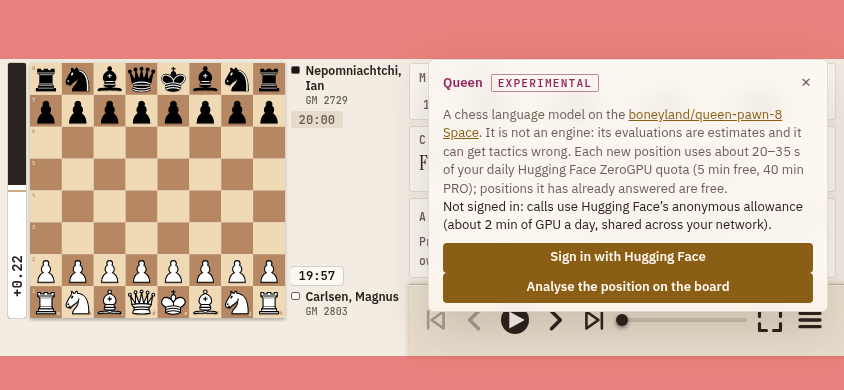 Nepomniachtchi,
Ian
GM 2729
20:00
+0.22
19:57
Carlsen, Magnus
GM 2803
Queen EXPERIMENTAL ×
A chess language model on the boneyland/queen-pawn-8
Space. It is not an engine: its evaluations are estimates and it
can get tactics wrong. Each new position uses about 20–35 s
of your daily Hugging Face ZeroGPU quota (5 min free, 40 min
PRO); positions it has already answered are free.
Not signed in: calls use Hugging Face’s anonymous allowance
(about 2 min of GPU a day, shared across your network).
Sign in with Hugging Face
Analyse the position on the board